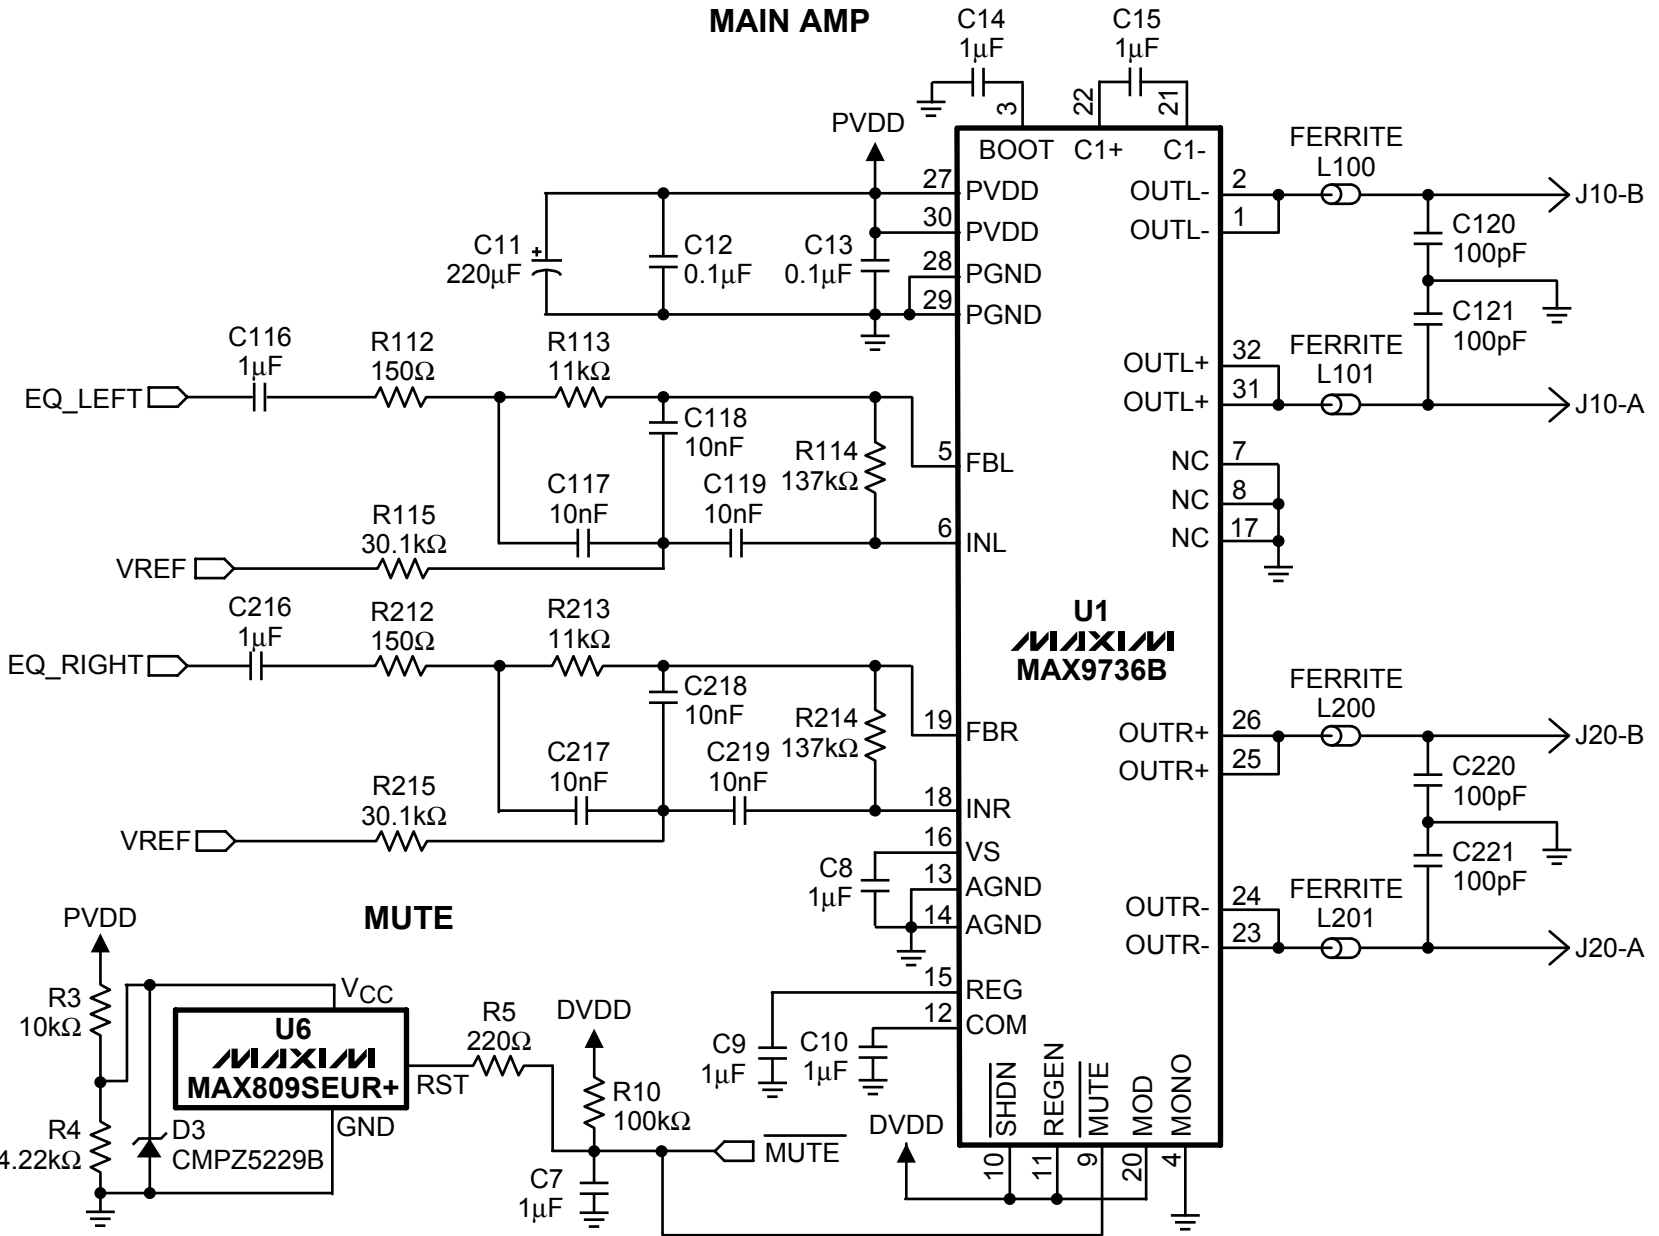 MAIN AMP
C14
1µF
C15
1µF
3
22
21
PVDD
BOOT
C1+
C1-
FERRITE
L100
27
PVDD
OUTL-
2
J10-B
30
PVDD
OUTL-
1
C11
220µF
+
C12
0.1µF
C13
0.1µF
C120
100pF
28
PGND
29
PGND
C121
100pF
C116
1µF
R112
150Ω
R113
11kΩ
FERRITE
L101
OUTL+
32
EQ_LEFT
OUTL+
31
J10-A
C118
10nF
R114
137kΩ
5
FBL
NC
7
C117
10nF
C119
10nF
NC
8
R115
30.1kΩ
6
INL
NC
17
VREF
C216
1µF
R212
150Ω
R213
11kΩ
U1
MAXIM
MAX9736B
EQ_RIGHT
C218
10nF
R214
137kΩ
FERRITE
L200
19
FBR
OUTR+
26
J20-B
C217
10nF
C219
10nF
OUTR+
25
C220
100pF
R215
30.1kΩ
18
INR
VREF
16
VS
C8
1µF
13
AGND
C221
100pF
14
AGND
FERRITE
L201
OUTR-
24
OUTR-
23
J20-A
PVDD
MUTE
15
REG
12
COM
R3
10kΩ
VCC
U6
MAXIM
MAX809SEUR+
RST
GND
R5
220Ω
DVDD
R10
100kΩ
C9
1µF
C10
1µF
R4
4.22kΩ
D3
CMPZ5229B
MUTE
C7
1µF
DVDD
SHDN
REGEN
MUTE
MOD
MONO
10
11
9
20
4